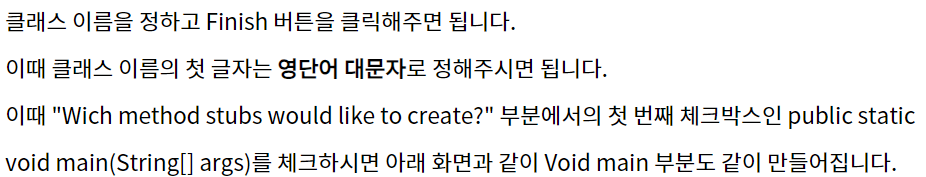 클래스 이름을 정하고 Finish 버튼을 클릭해주면 됩니다.
이때 클래스 이름의 첫 글자는 영단어 대문자로 정해주시면 됩니다.
이때 "Wich method stubs would like to create?" 부분에서의 첫 번째 체크박스인 public static
void main(String[] args)를 체크하시면 아래 화면과 같이 Void main 부분도 같이 만들어집니다.